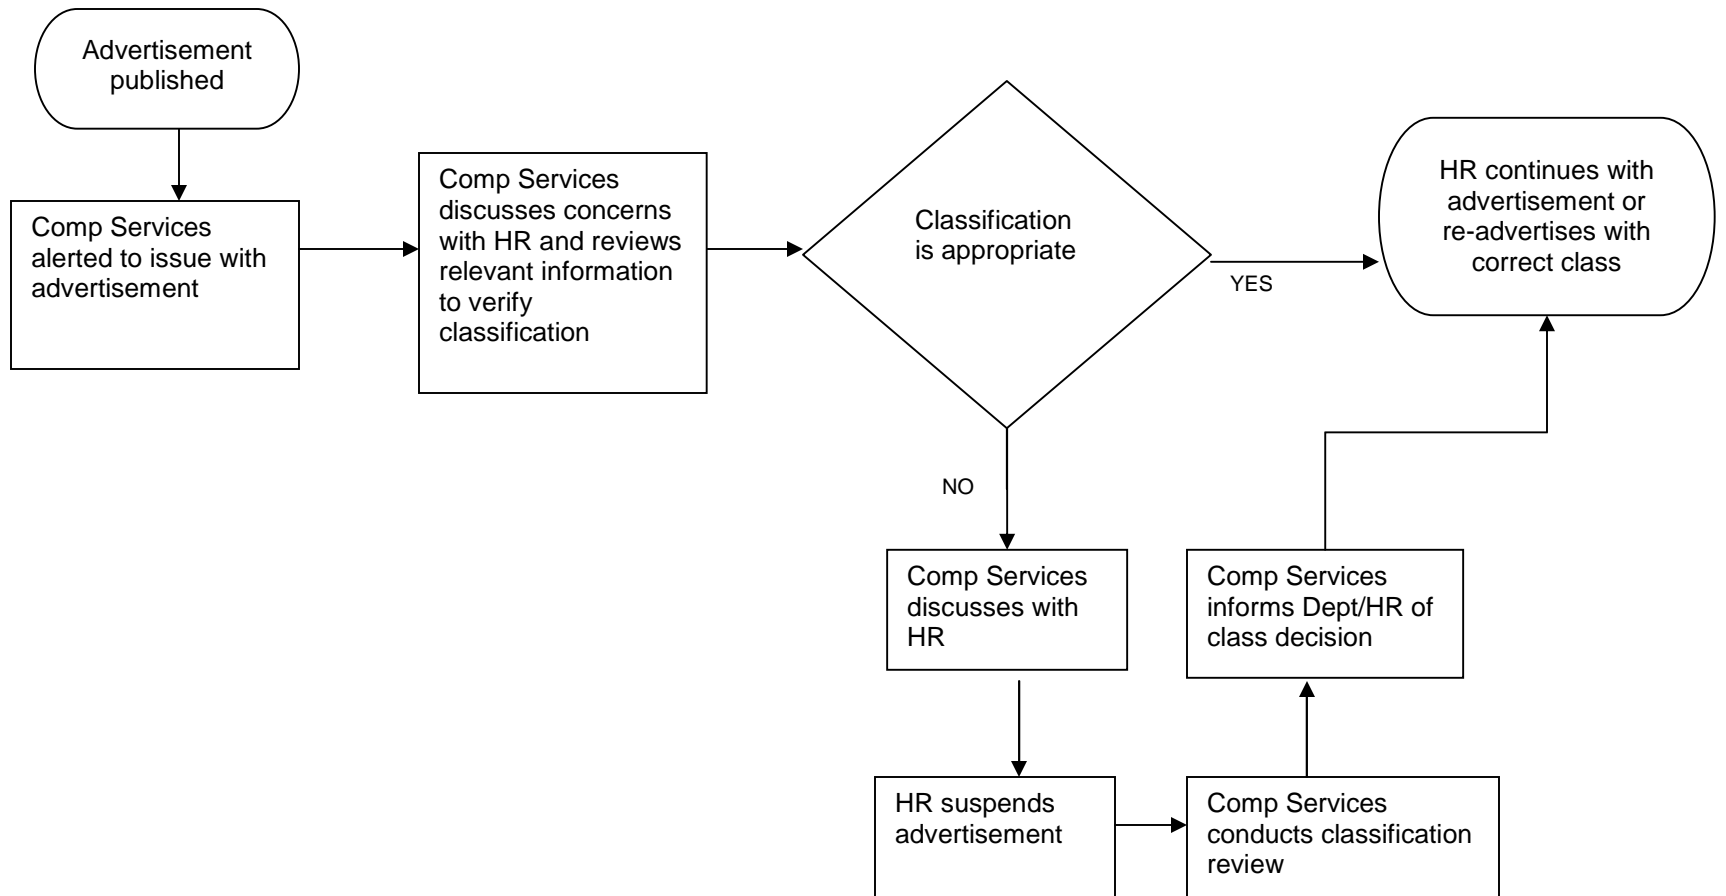 Advertisement
published
Comp Services
alerted to issue with
advertisement
Comp Services
discusses concerns
with HR and reviews
relevant information
to verify
classification
Classification
is appropriate
YES
HR continues with
advertisement or
re-advertises with
correct class
NO
Comp Services
discusses with
HR
HR suspends
advertisement
Comp Services
conducts classification
review
Comp Services
informs Dept/HR of
class decision